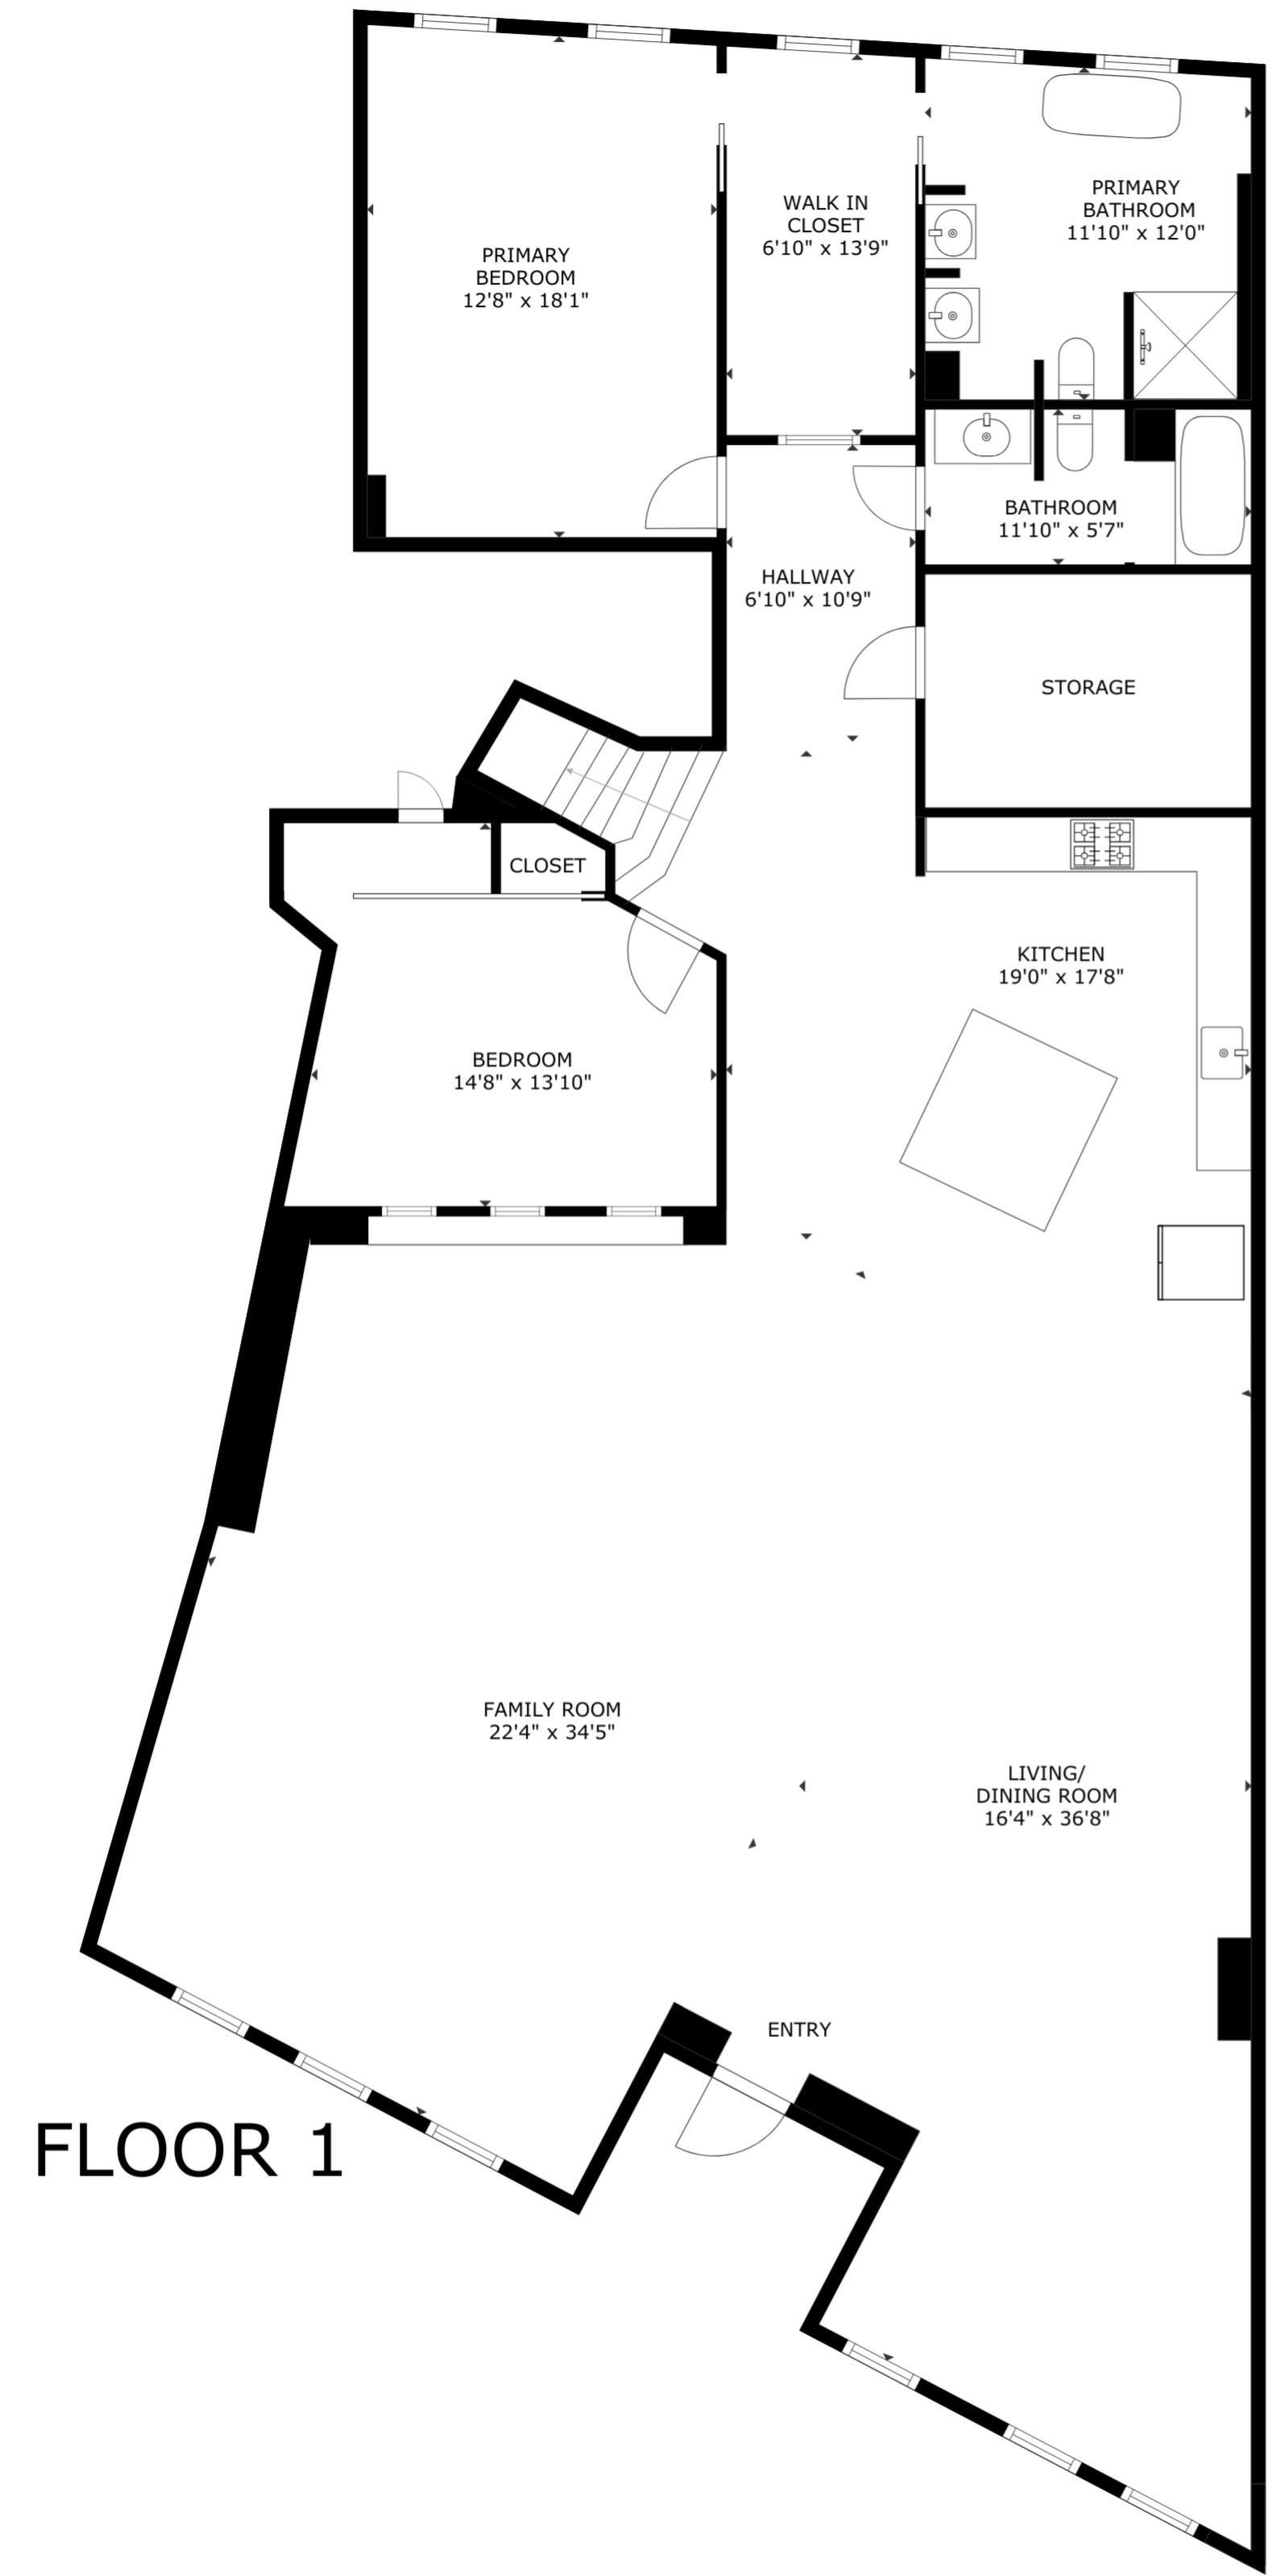 WALK IN
CLOSET
6'10" x 13'9"
PRIMARY
BATHROOM
11'10" x 12'0"
PRIMARY
BEDROOM
12'8" x 18'1"
BATHROOM
11'10" x 5'7"
HALLWAY
6'10" x 10'9"
STORAGE
CLOSET
KITCHEN
19'0" x 17'8"
BEDROOM
14'8" x 13'10"
FAMILY ROOM
22'4" x 34'5"
LIVING/
DINING ROOM
16'4" x 36'8"
ENTRY
FLOOR 1